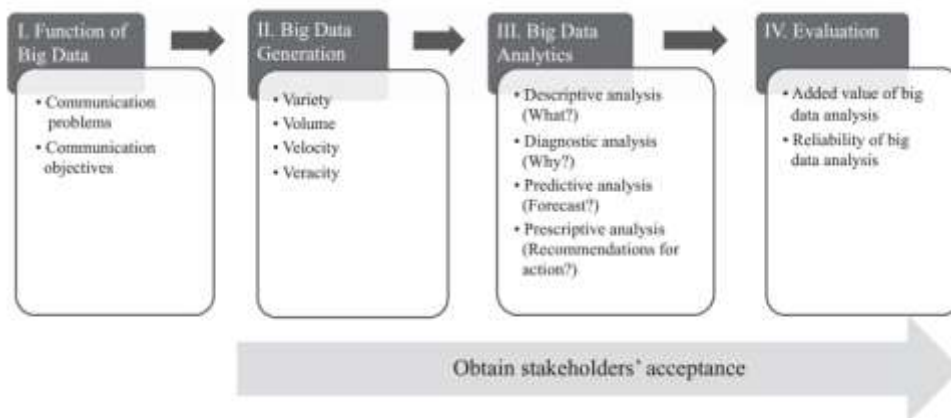 I. Function of
Big Data
• Communication
problems
• Communication
objectives
II. Big Data
Generation
• Variety
• Volume
• Velocity
• Veracity
III. Big Data
Analytics
• Descriptive analysis
(What?)
• Diagnostic analysis
(Why?)
• Predictive analysis
(Forecast?)
• Prescriptive analysis
(Recommendations for
action?)
IV. Evaluation
• Added value of big
data analysis
• Reliability of big
data analysis
Obtain stakeholders’ acceptance